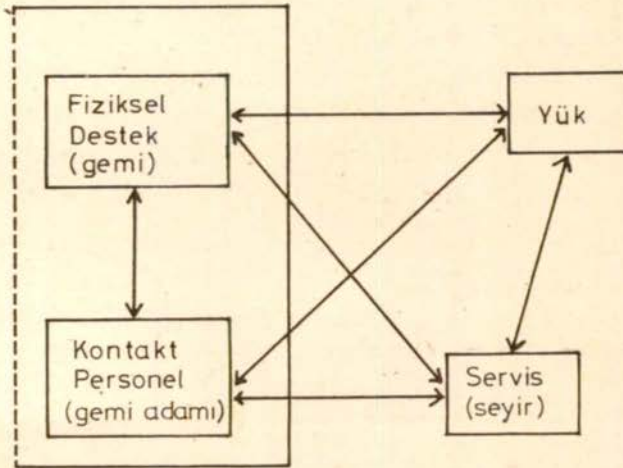 Fiziksel
Destek
(gemi)
Yük
Kontakt
Personel
(gemi adamı)
Servis
(seyir)